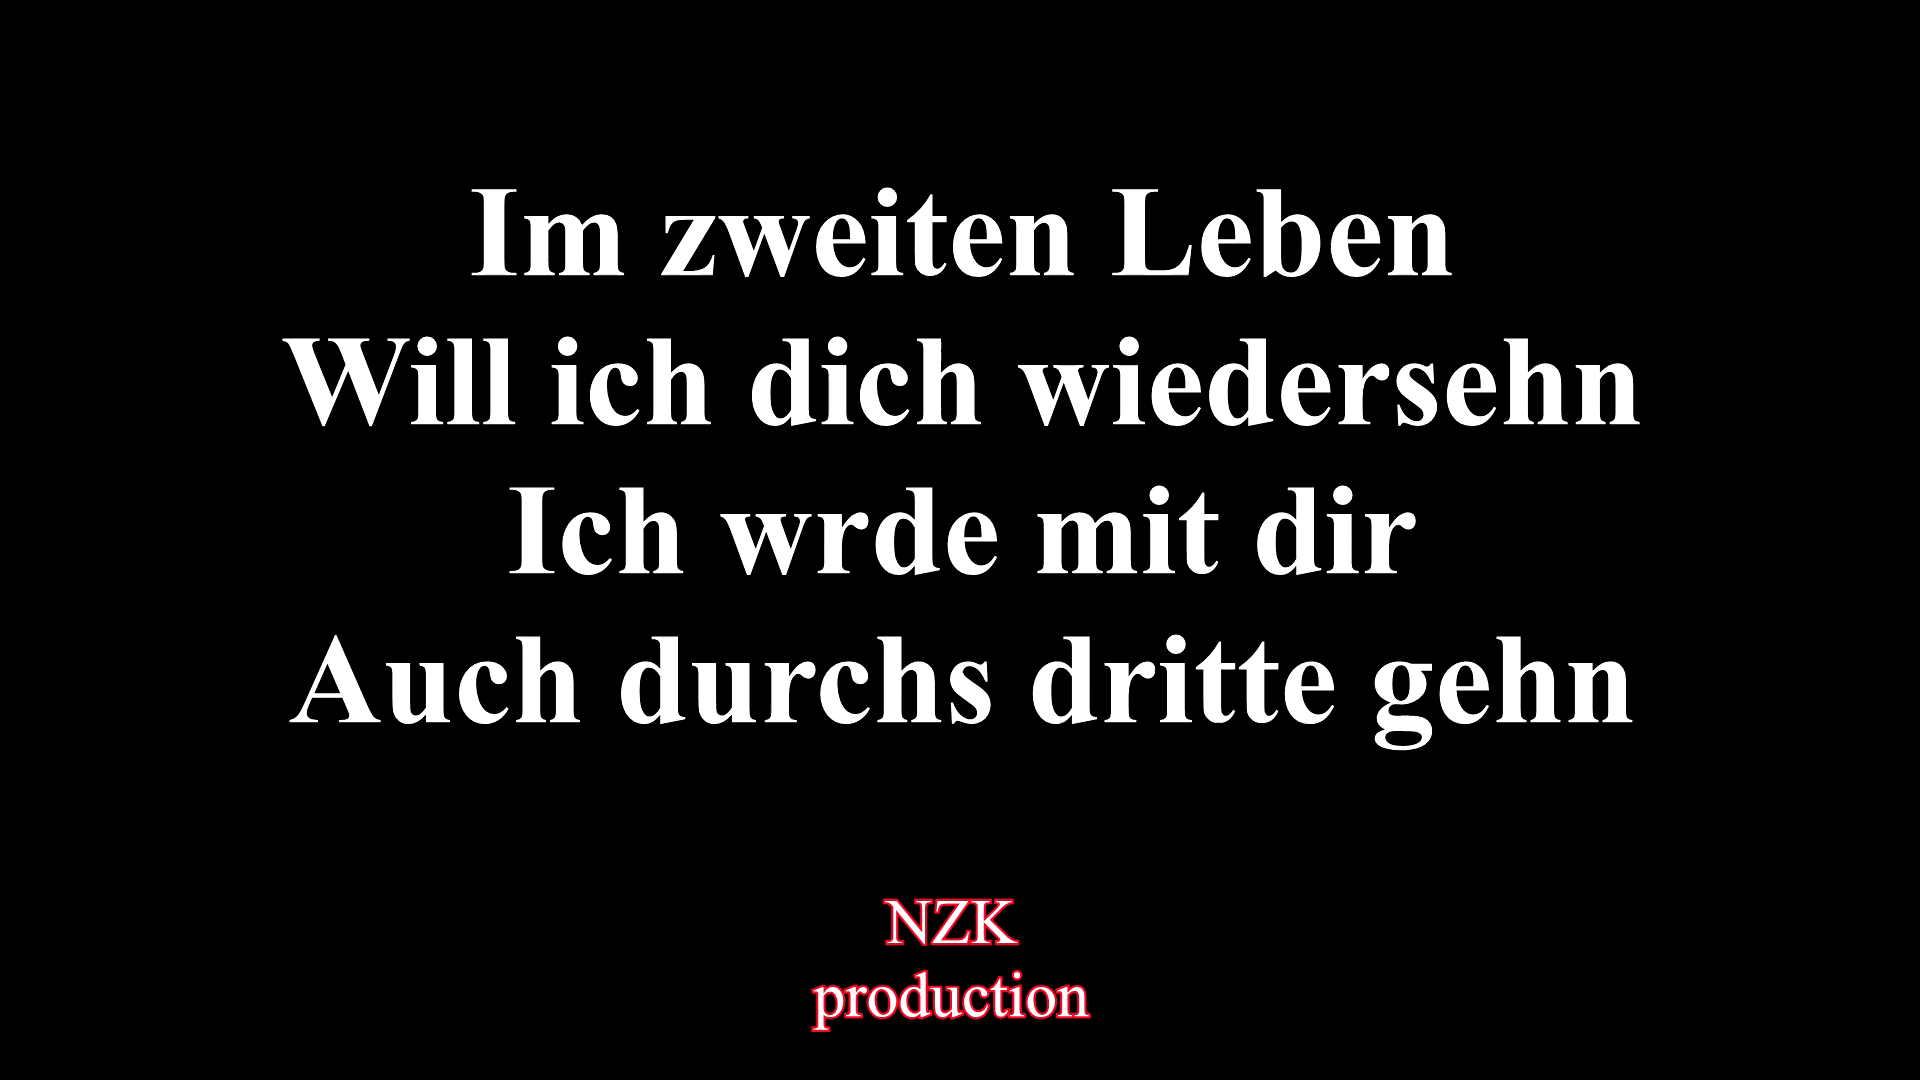 Im zweiten Leben
Will ich dich wiedersehn
Ich wrde mit dir
Auch durchs dritte gehn
NZK
production